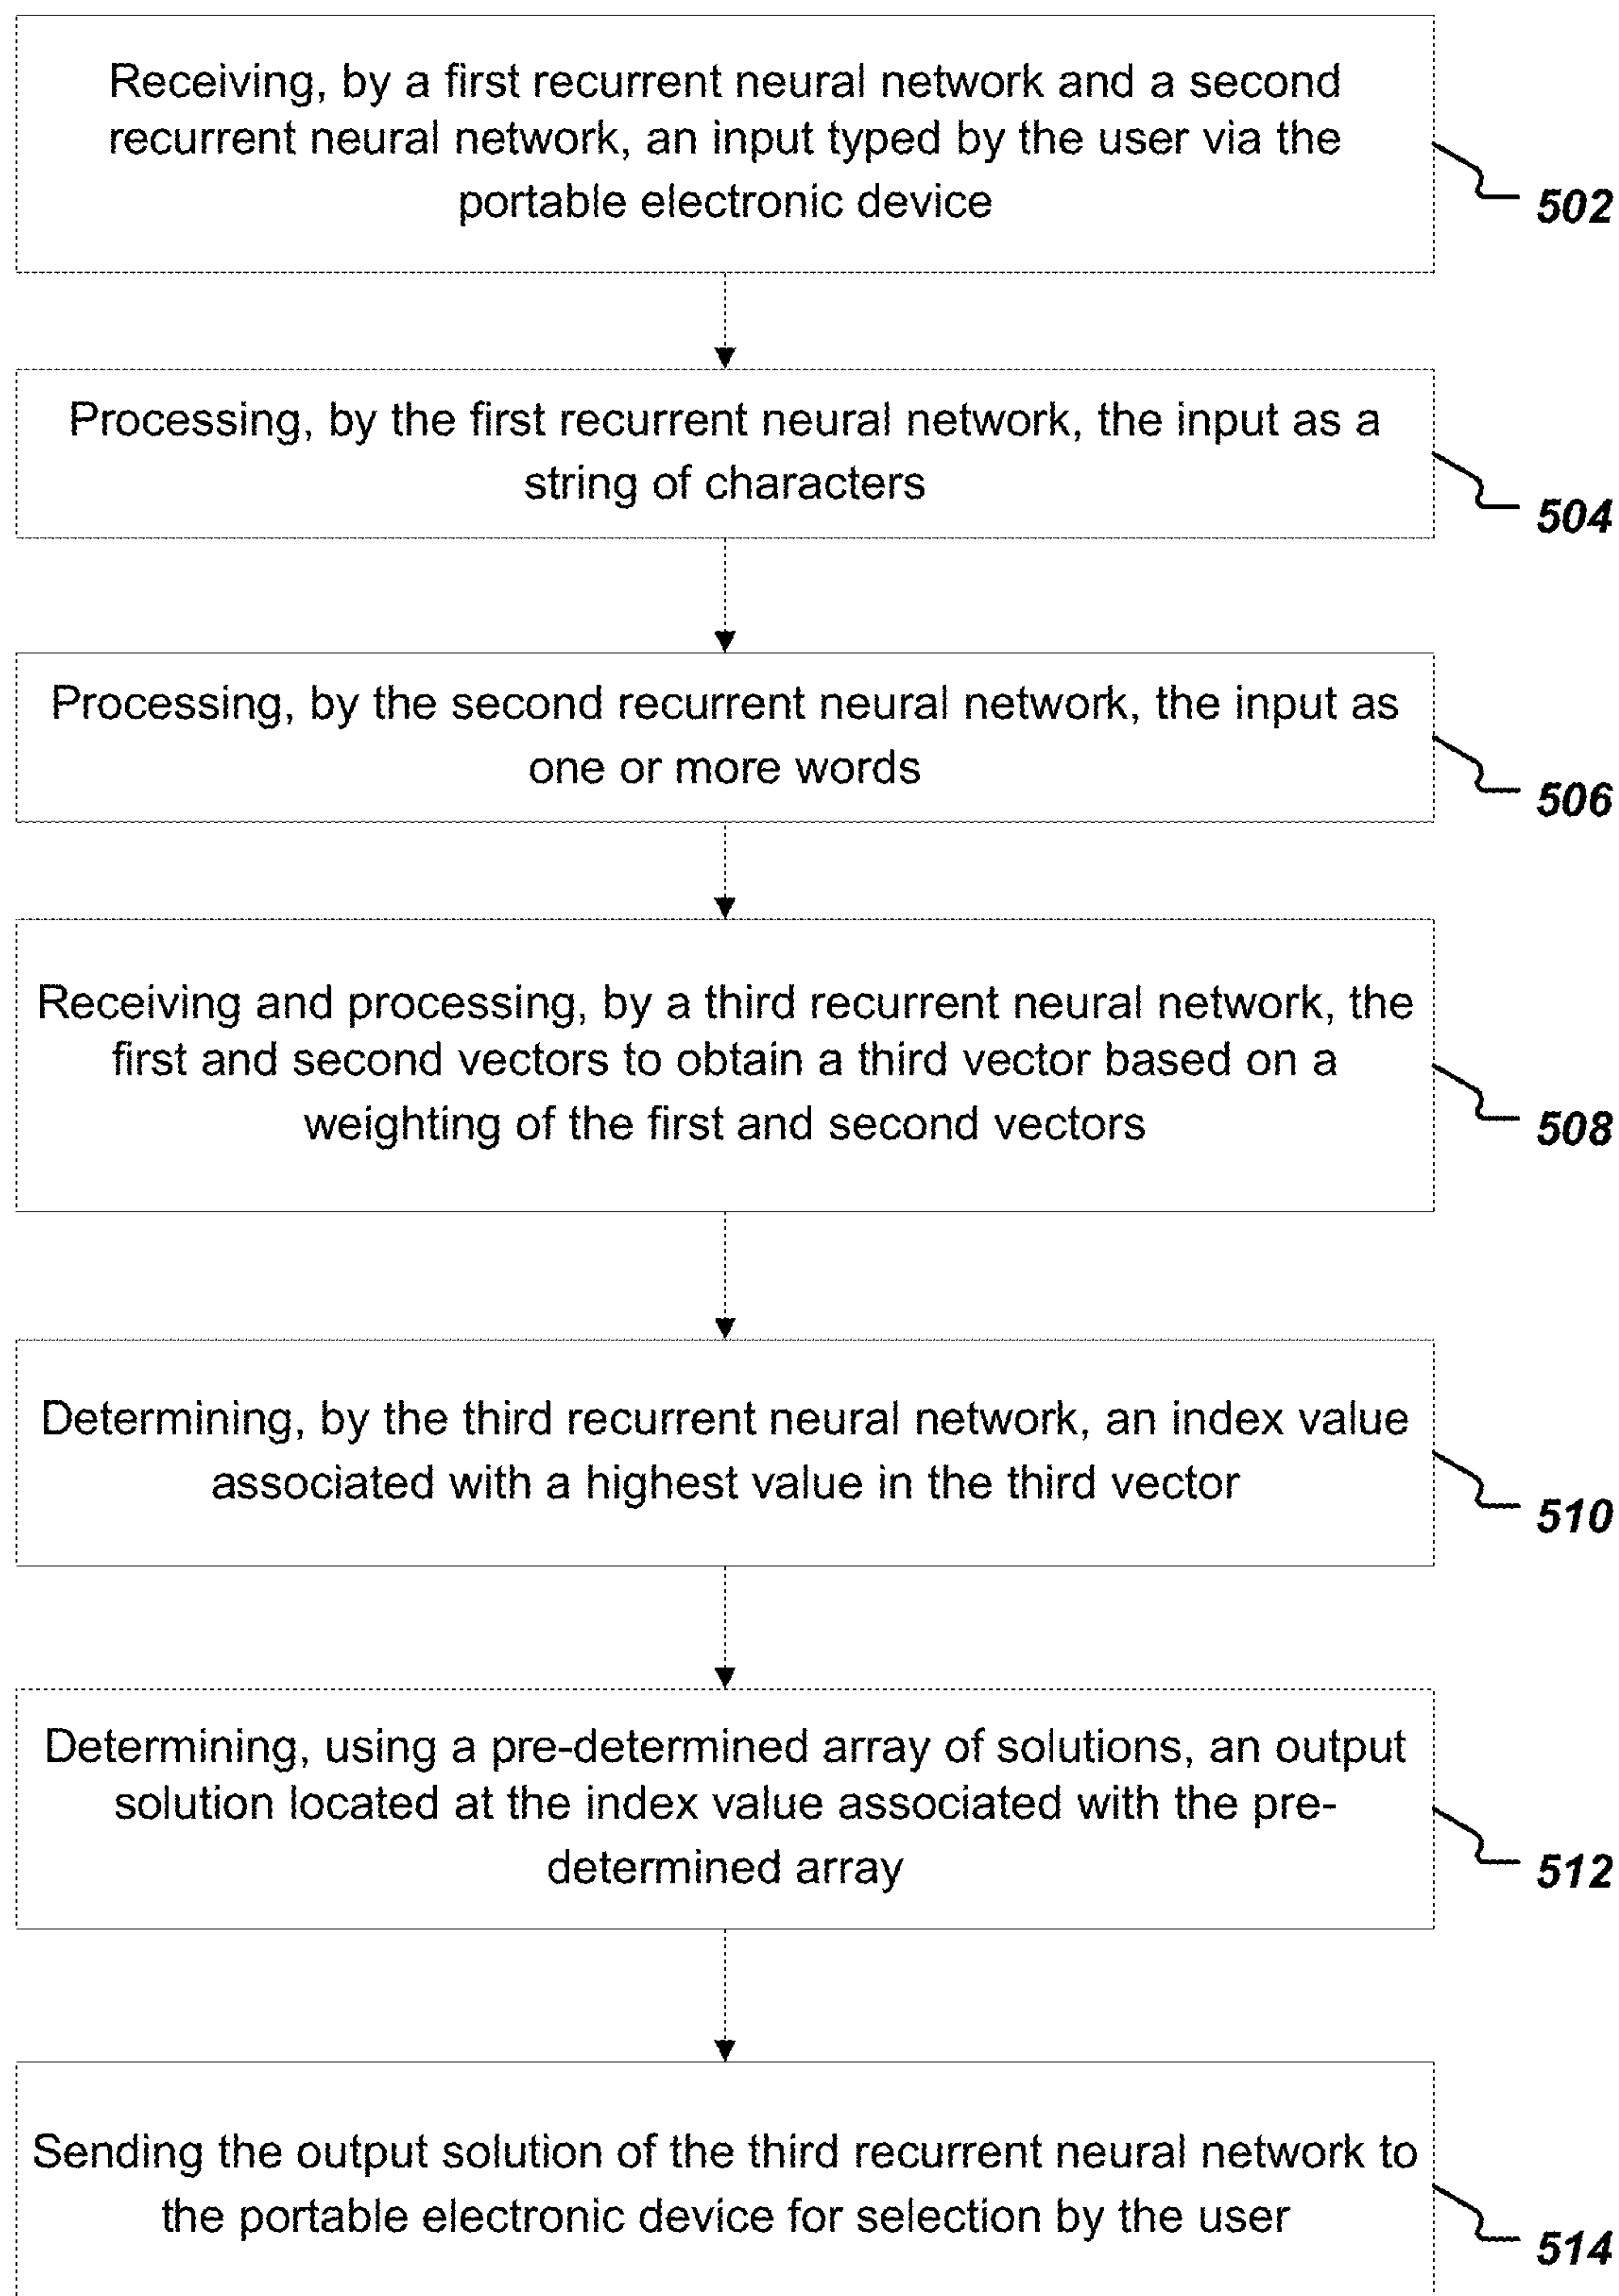 Receiving, by a first recurrent neural network and a second
recurrent neural network, an input typed by the user via the
portable electronic device
502
Processing, by the first recurrent neural network, the input as a
string of characters
504
Processing, by the second recurrent neural network, the input as
one or more words
506
Receiving and processing, by a third recurrent neural network, the
first and second vectors to obtain a third vector based on a
weighting of the first and second vectors
508
Determining, by the third recurrent neural network, an index value
associated with a highest value in the third vector
510
Determining, using a pre-determined array of solutions, an output
solution located at the index value associated with the pre-
determined array
512
Sending the output solution of the third recurrent neural network to
the portable electronic device for selection by the user
514